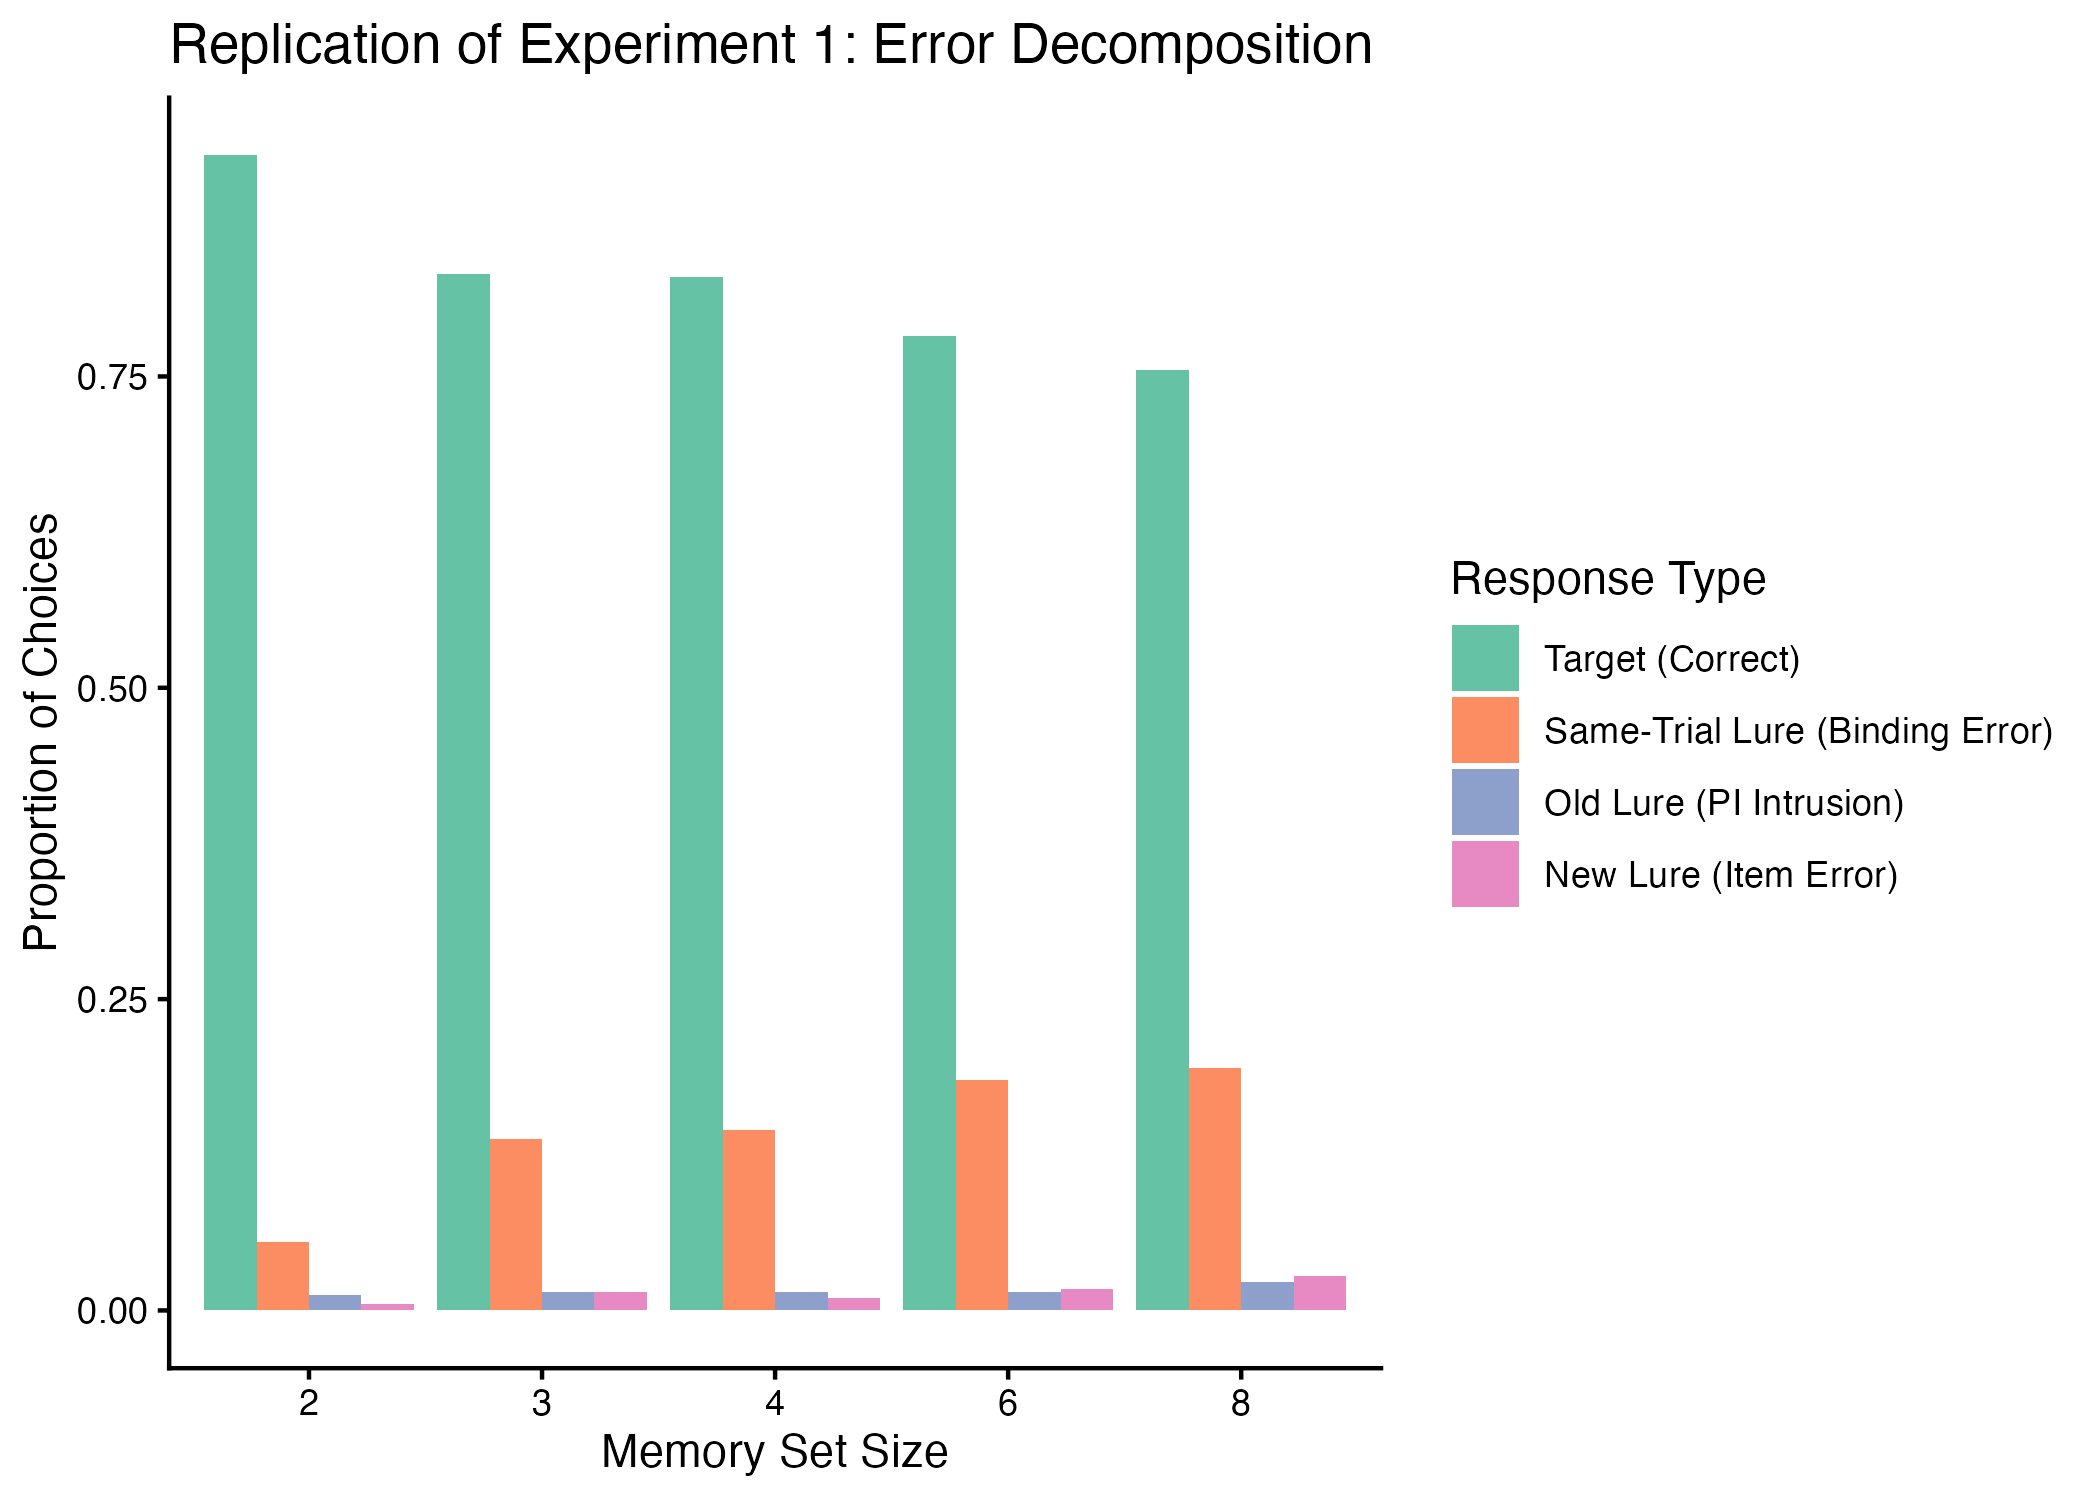 Replication of Experiment 1: Error Decomposition
Proportion of Choices
0.75
0.50
0.25
0.00
2 3 4 6 8
Memory Set Size
Response Type
Target (Correct)
Same-Trial Lure (Binding Error)
Old Lure (PI Intrusion)
New Lure (Item Error)